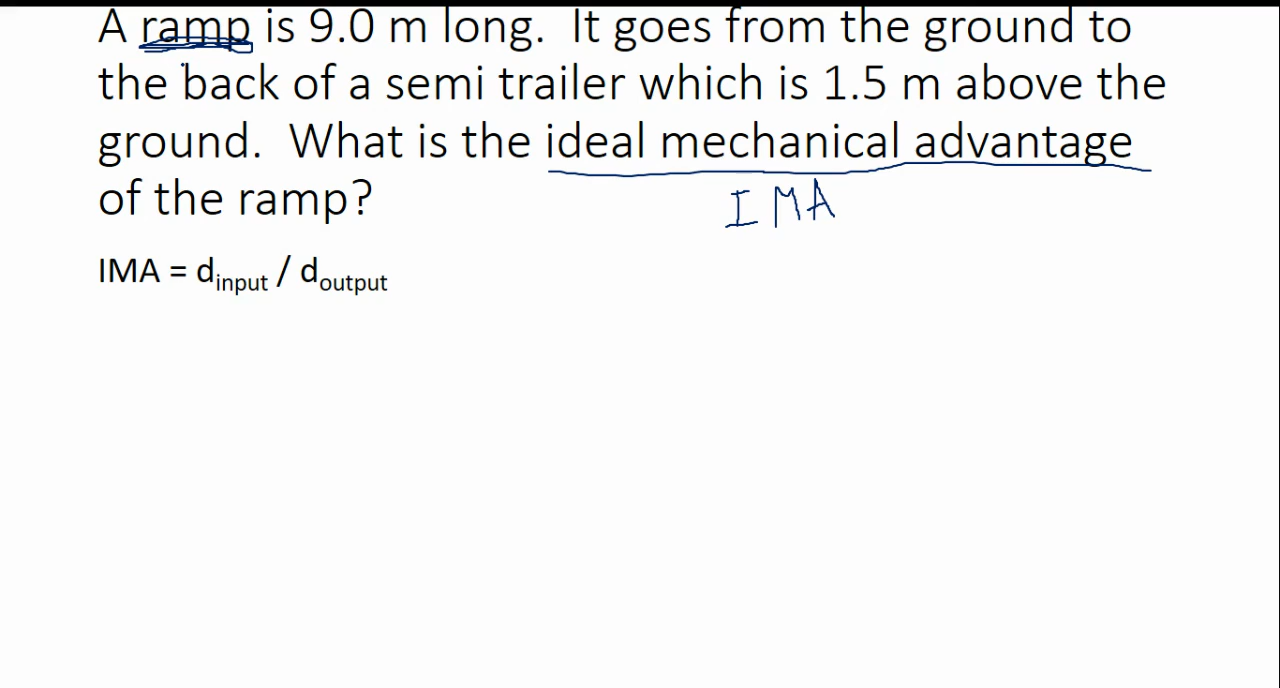 A ramp is 9.0 m long. It goes from the ground to
the back of a semi trailer which is 1.5 m above the
ground. What is the ideal mechanical advantage
of the ramp?
IMA
IMA = dinput / doutput